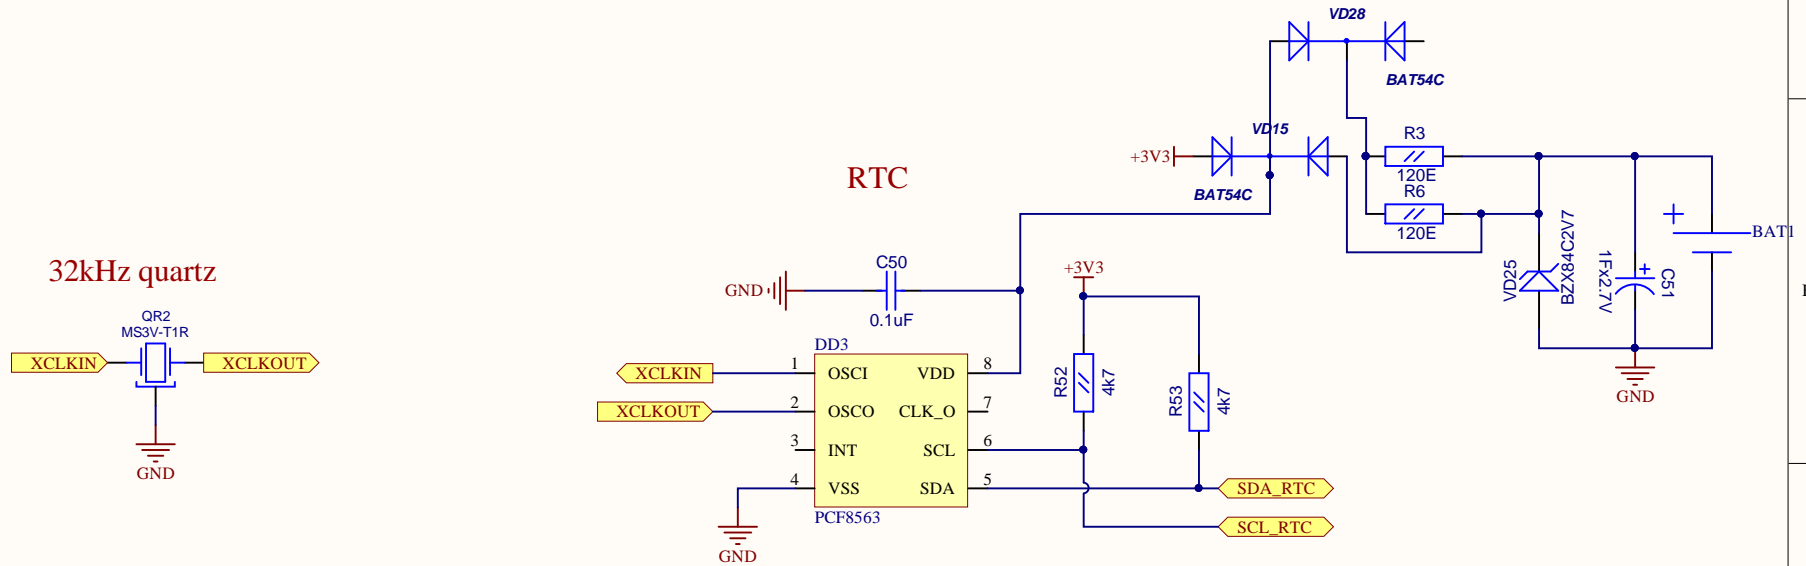 VD28
BAT54C
VD15
+3V3
BAT54C
R3
120E
R6
120E
RTC
BAT1
VD25
BZX84C2V7
1Fx2.7V
C51
GND
32kHz quartz
QR2
MS3V-T1R
XCLKIN
XCLKOUT
GND
C50
GND
0.1uF
+3V3
DD3
XCLKIN
1
OSCI
VDD
8
XCLKOUT
2
OSCO
CLK_O
7
3
INT
SCL
6
4
VSS
SDA
5
PCF8563
GND
R52
4k7
R53
4k7
SDA_RTC
SCL_RTC